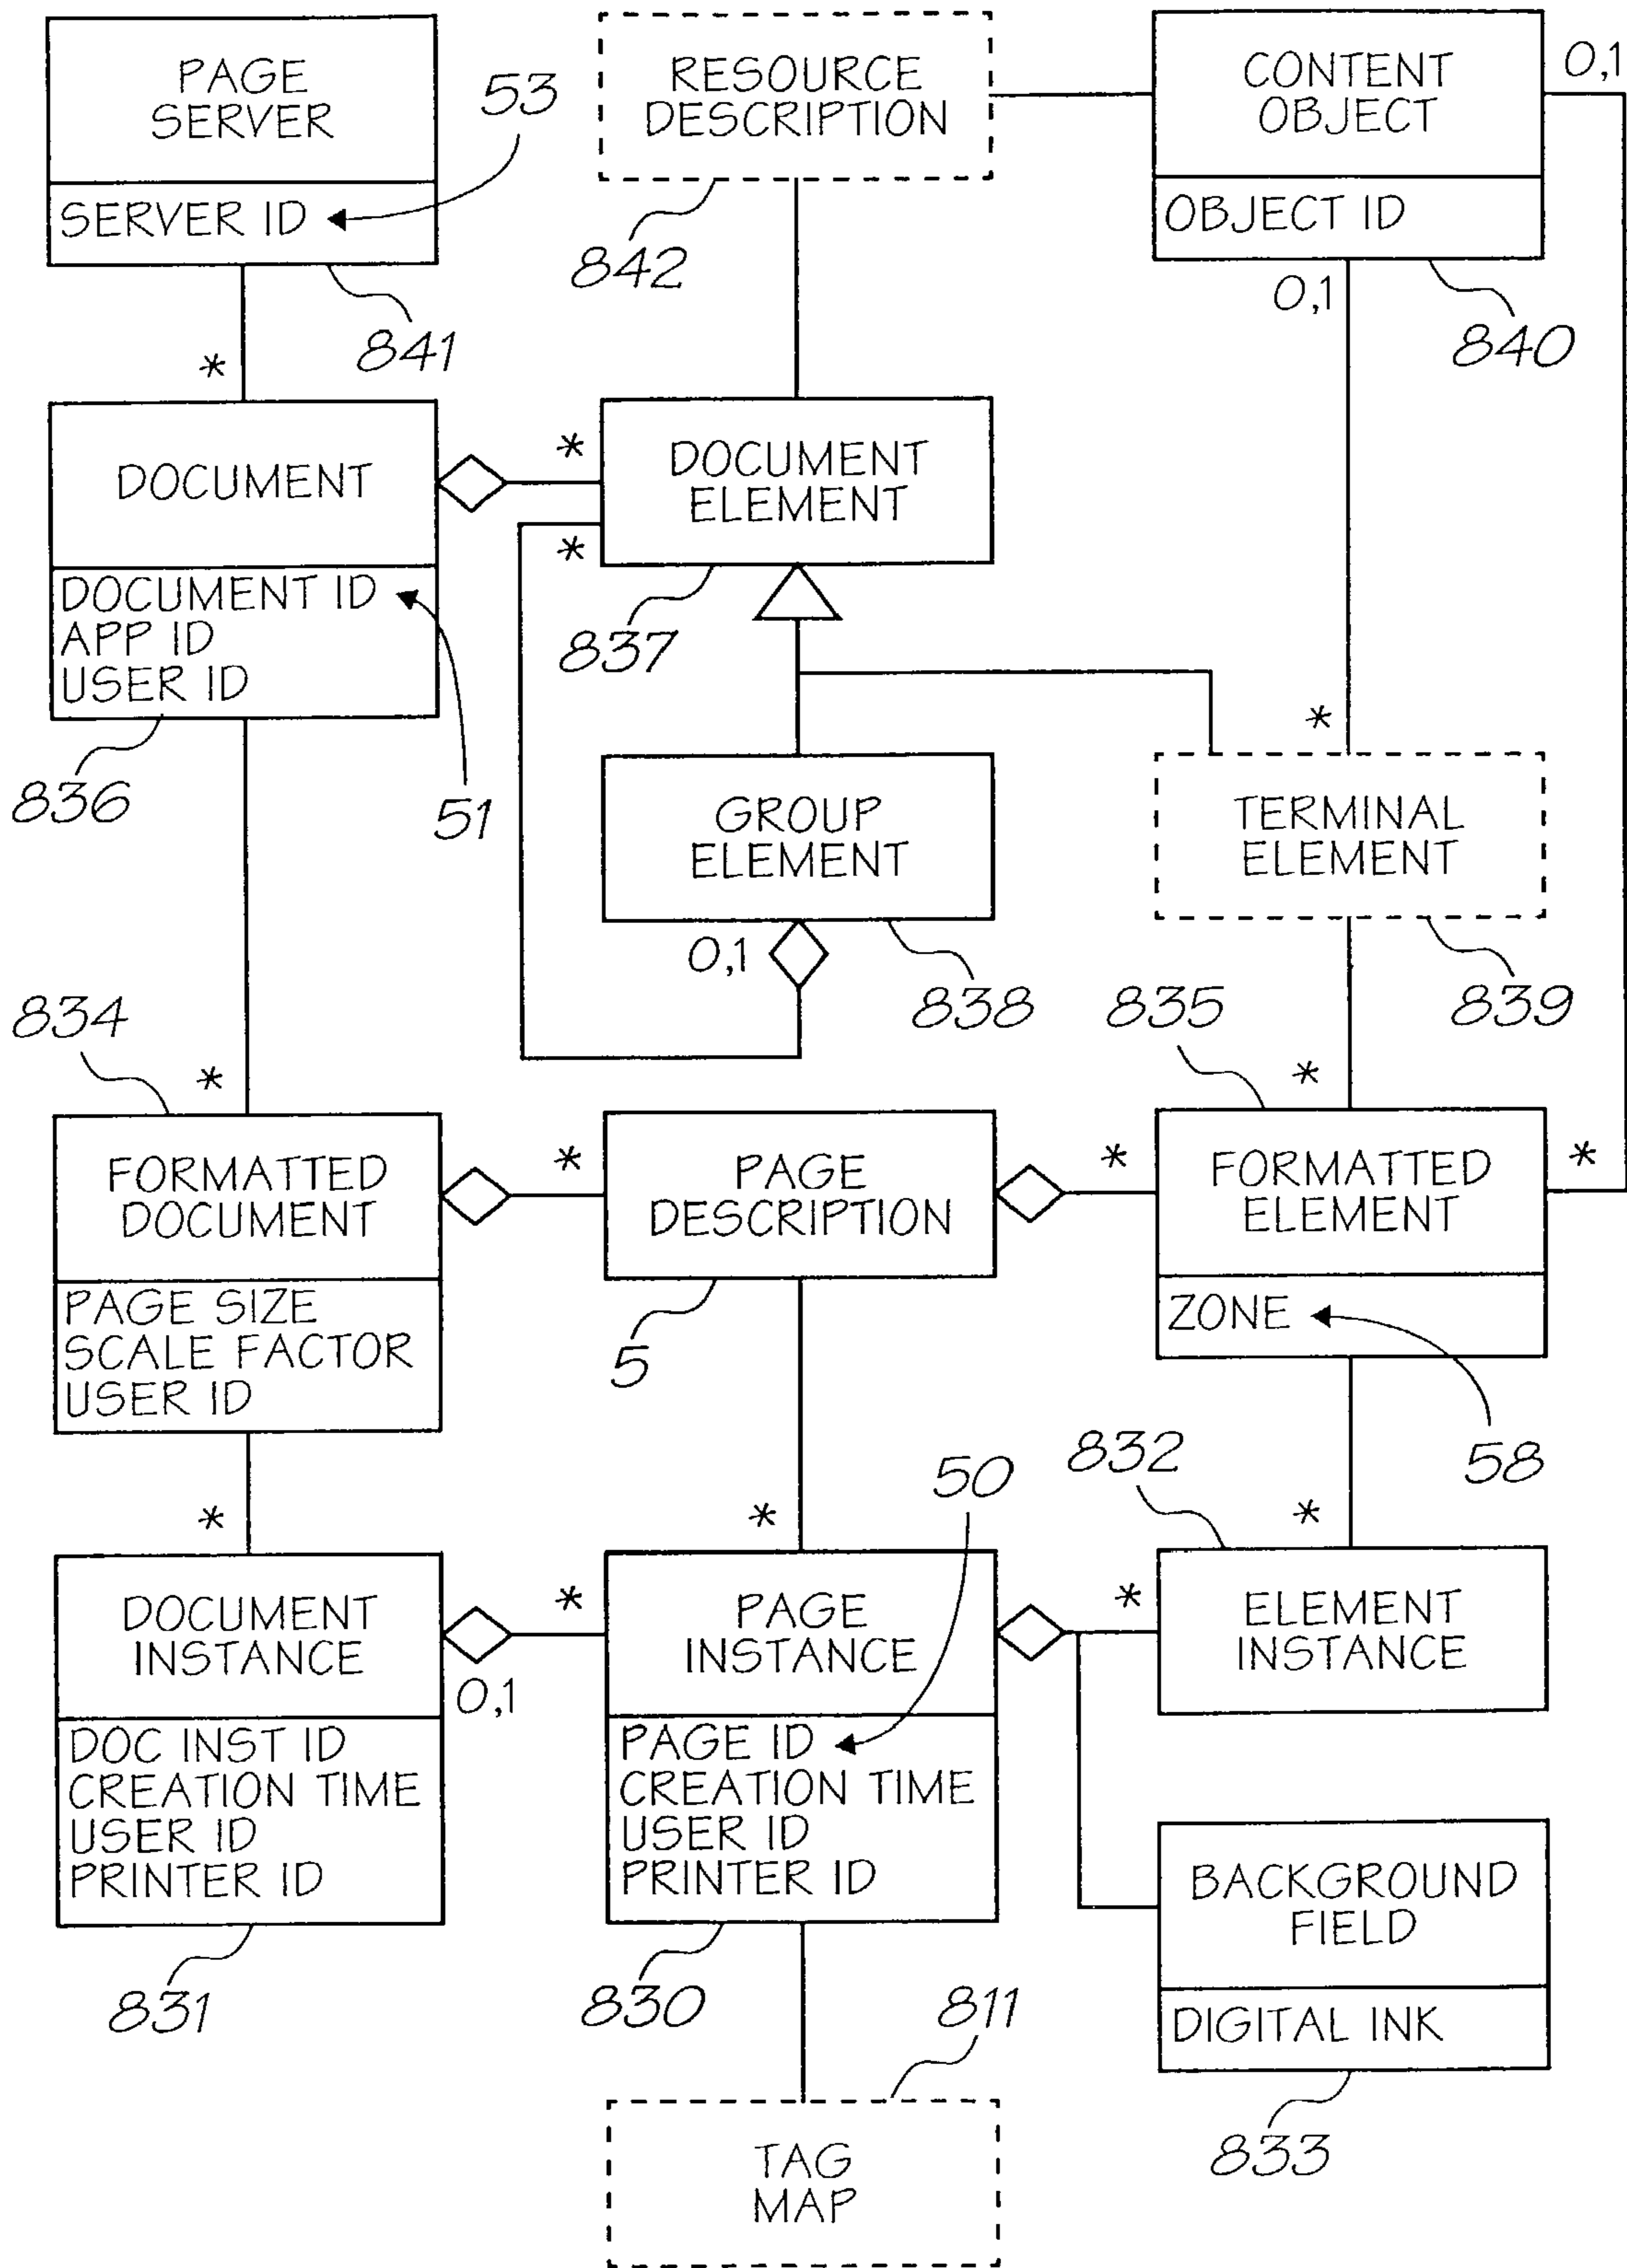 PAGE
SERVER
SERVER ID
53
841
RESOURCE
DESCRIPTION
842
CONTENT
OBJECT
OBJECT ID
0,1
0,1
840
*
DOCUMENT
DOCUMENT ID
APP ID
USER ID
836
51
*
*
DOCUMENT
ELEMENT
837
GROUP
ELEMENT
0,1
838
*
TERMINAL
ELEMENT
839
834
*
FORMATTED
DOCUMENT
PAGE SIZE
SCALE FACTOR
USER ID
*
PAGE
DESCRIPTION
5
835
*
*
*
FORMATTED
ELEMENT
ZONE
58
*
DOCUMENT
INSTANCE
0,1
DOC INST ID
CREATION TIME
USER ID
PRINTER ID
831
*
*
50
PAGE
INSTANCE
PAGE ID
CREATION TIME
USER ID
PRINTER ID
830
832
*
*
ELEMENT
INSTANCE
BACKGROUND
FIELD
DIGITAL INK
833
811
TAG
MAP